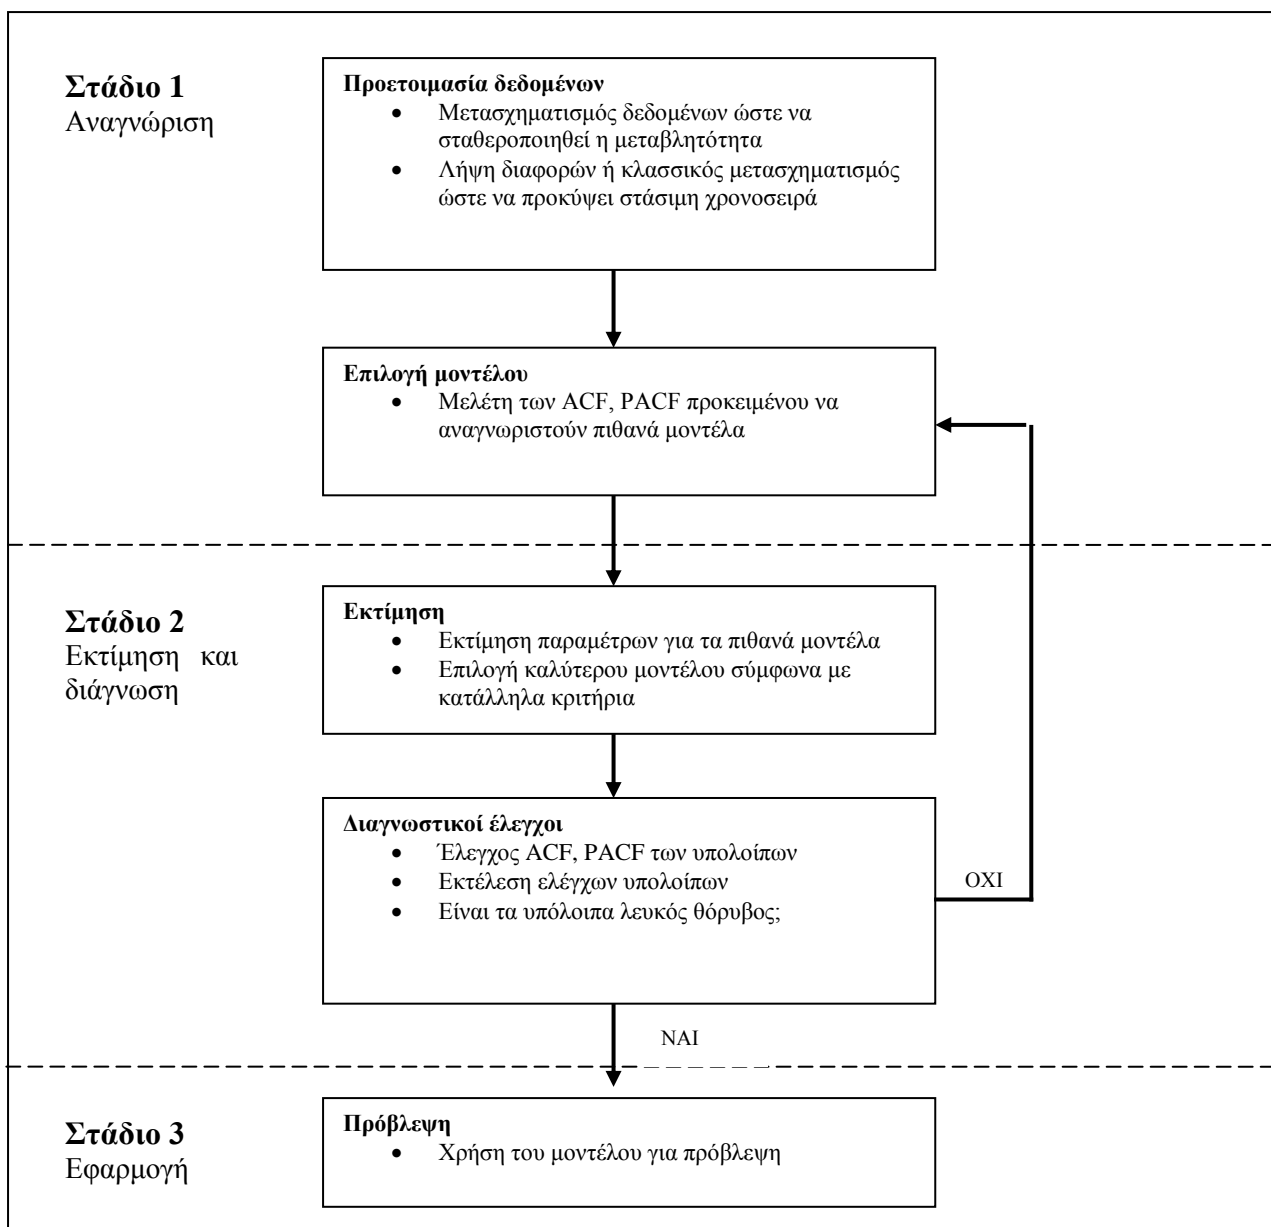 Στάδιο 1
Αναγνώριση
Προετοιμασία δεδομένων
• Μετασχηματισμός δεδομένων ώστε να
σταθεροποιηθεί η μεταβλητότητα
• Λήψη διαφορών ή κλασσικός μετασχηματισμός
ώστε να προκύψει στάσιμη χρονοσειρά
Επιλογή μοντέλου
• Μελέτη των ACF, PACF προκειμένου να
αναγνωριστούν πιθανά μοντέλα
Στάδιο 2
Εκτίμηση και
διάγνωση
Εκτίμηση
• Εκτίμηση παραμέτρων για τα πιθανά μοντέλα
• Επιλογή καλύτερου μοντέλου σύμφωνα με
κατάλληλα κριτήρια
Διαγνωστικοί έλεγχοι
• Έλεγχος ACF, PACF των υπολοίπων
• Εκτέλεση ελέγχων υπολοίπων
• Είναι τα υπόλοιπα λευκός θόρυβος;
ΟΧΙ
ΝΑΙ
Στάδιο 3
Εφαρμογή
Πρόβλεψη
• Χρήση του μοντέλου για πρόβλεψη